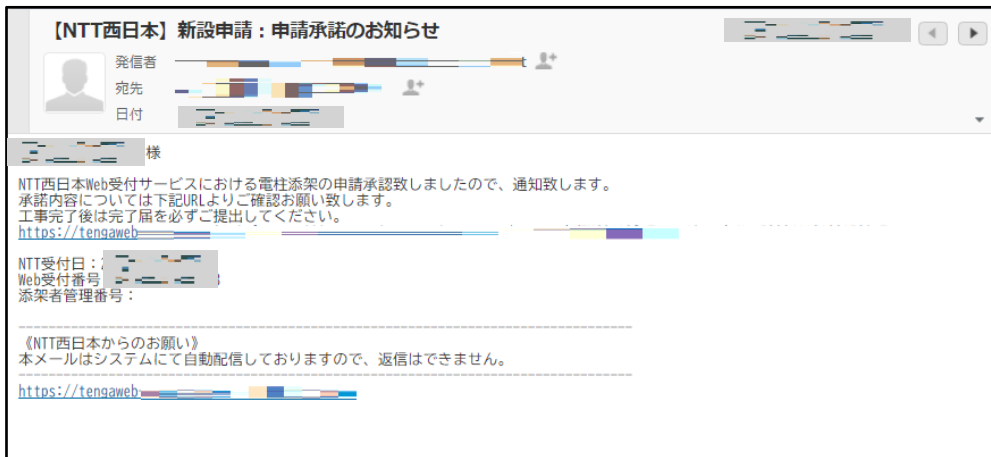 【NTT西日本】新設申請：申請承諾のお知らせ
発信者
宛先
日付
様
NTT西日本Web受付サービスにおける電柱添架の申請承認致しましたので、通知致します。
承諾内容については下記URLよりご確認お願い致します。
工事完了後は完了届を必ずご提出してください。
https://tengaweb
NTT受付日：
Web受付番号
添架者管理番号：
《NTT西日本からのお願い》
本メールはシステムにて自動配信しておりますので、返信はできません。
https://tengaweb